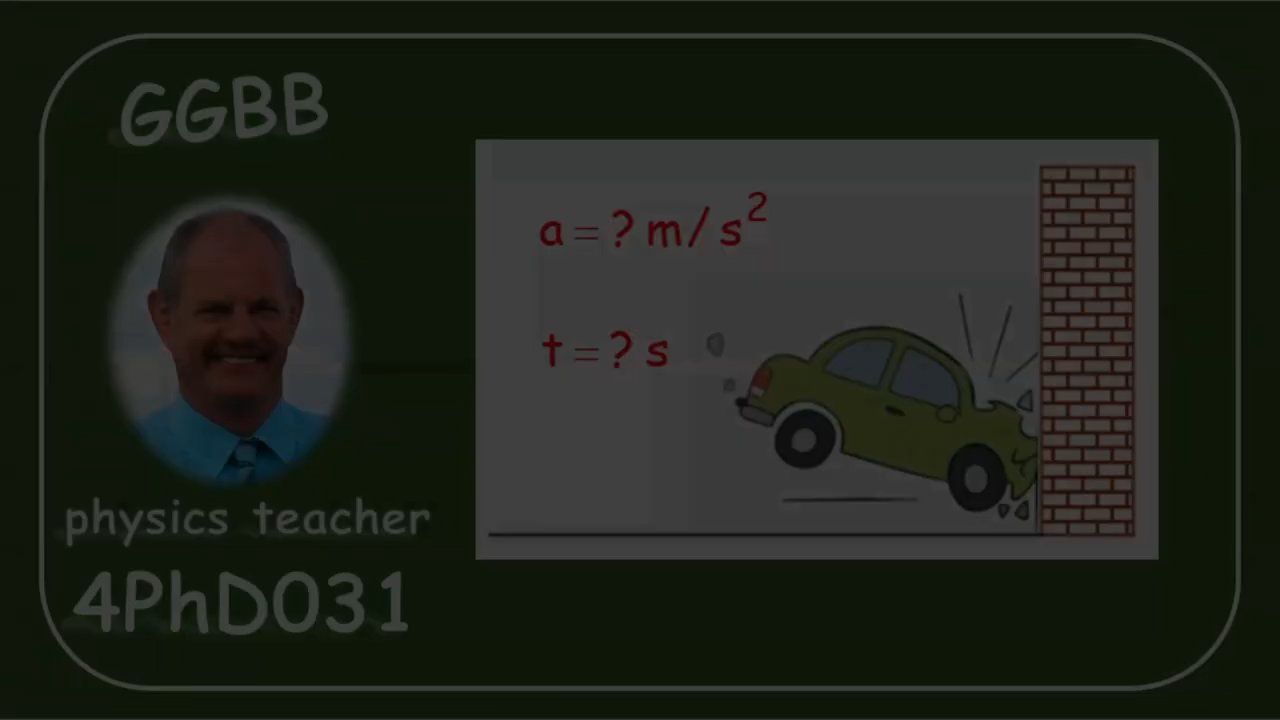 GGBB
a = ? m/s²
t = ? s
physics teacher
4PhD031